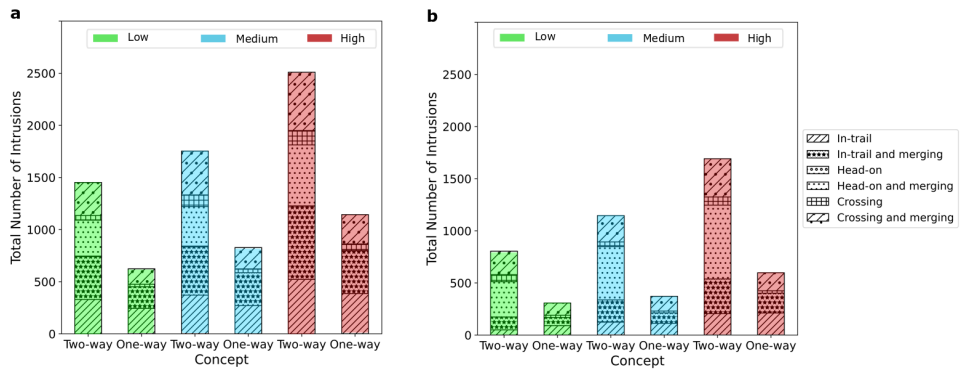 a
Low Medium High
Total Number of Intrusions
2500
2000
1500
1000
500
0
Two-way One-way Two-way One-way Two-way One-way
Concept
b
Low Medium High
Total Number of Intrusions
2500
2000
1500
1000
500
0
Two-way One-way Two-way One-way Two-way One-way
Concept
In-trail
In-trail and merging
Head-on
Head-on and merging
Crossing
Crossing and merging